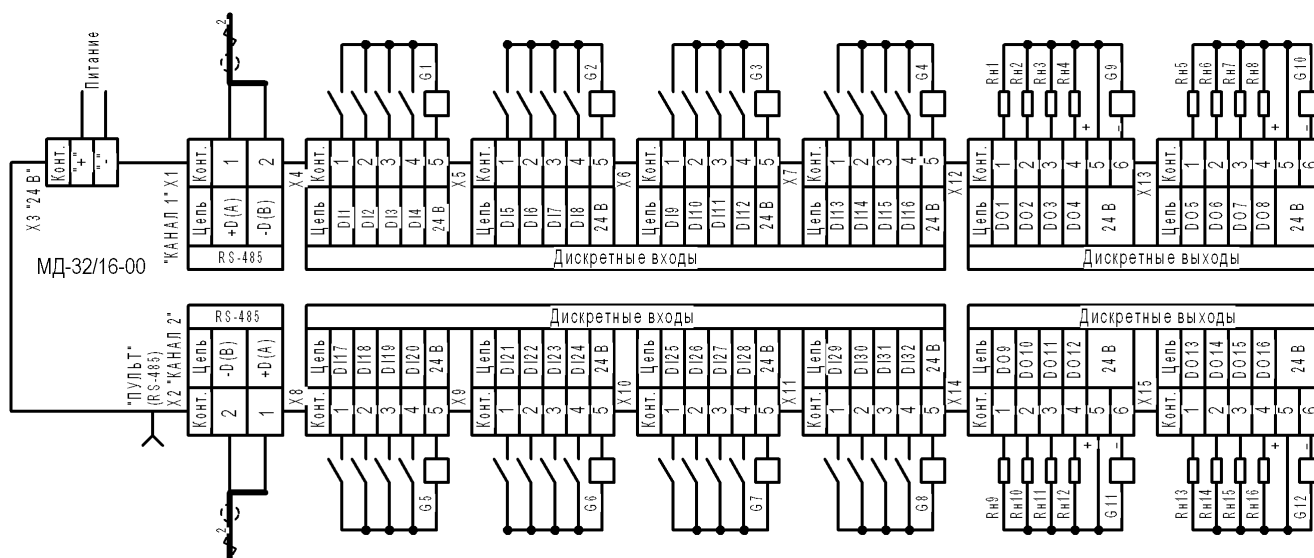 Питание
X3 "24 В"
Конт. "+" "-"
МД-32/16-00
2
"КАНАЛ 1" X1
Конт. 1 2
Цепь +D(A) -D(B)
RS-485
X4
G1
Конт. 1 2 3 4 5
Цепь DI1 DI2 DI3 DI4 24 В
X5
G2
Конт. 1 2 3 4 5
Цепь DI5 DI6 DI7 DI8 24 В
X6
G3
Конт. 1 2 3 4 5
Цепь DI9 DI10 DI11 DI12 24 В
X7
G4
Конт. 1 2 3 4 5
Цепь DI13 DI14 DI15 DI16 24 В
Дискретные входы
X12
Rн1 Rн2 Rн3 Rн4 G9
+ -
Конт. 1 2 3 4 5 6
Цепь DO1 DO2 DO3 DO4 24 В
X13
Rн5 Rн6 Rн7 Rн8 G10
+ -
Конт. 1 2 3 4 5 6
Цепь DO5 DO6 DO7 DO8 24 В
Дискретные выходы
"ПУЛЬТ"
(RS-485)
X2 "КАНАЛ 2"
RS-485
Цепь -D(B) +D(A)
Конт. 2 1
2
Дискретные входы
X8
Цепь DI17 DI18 DI19 DI20 24 В
Конт. 1 2 3 4 5
G5
X9
Цепь DI21 DI22 DI23 DI24 24 В
Конт. 1 2 3 4 5
G6
X10
Цепь DI25 DI26 DI27 DI28 24 В
Конт. 1 2 3 4 5
G7
X11
Цепь DI29 DI30 DI31 DI32 24 В
Конт. 1 2 3 4 5
G8
Дискретные выходы
X14
Цепь DO9 DO10 DO11 DO12 24 В
Конт. 1 2 3 4 5 6
+ -
Rн9 Rн10 Rн11 Rн12 G11
X15
Цепь DO13 DO14 DO15 DO16 24 В
Конт. 1 2 3 4 5 6
+ -
Rн13 Rн14 Rн15 Rн16 G12